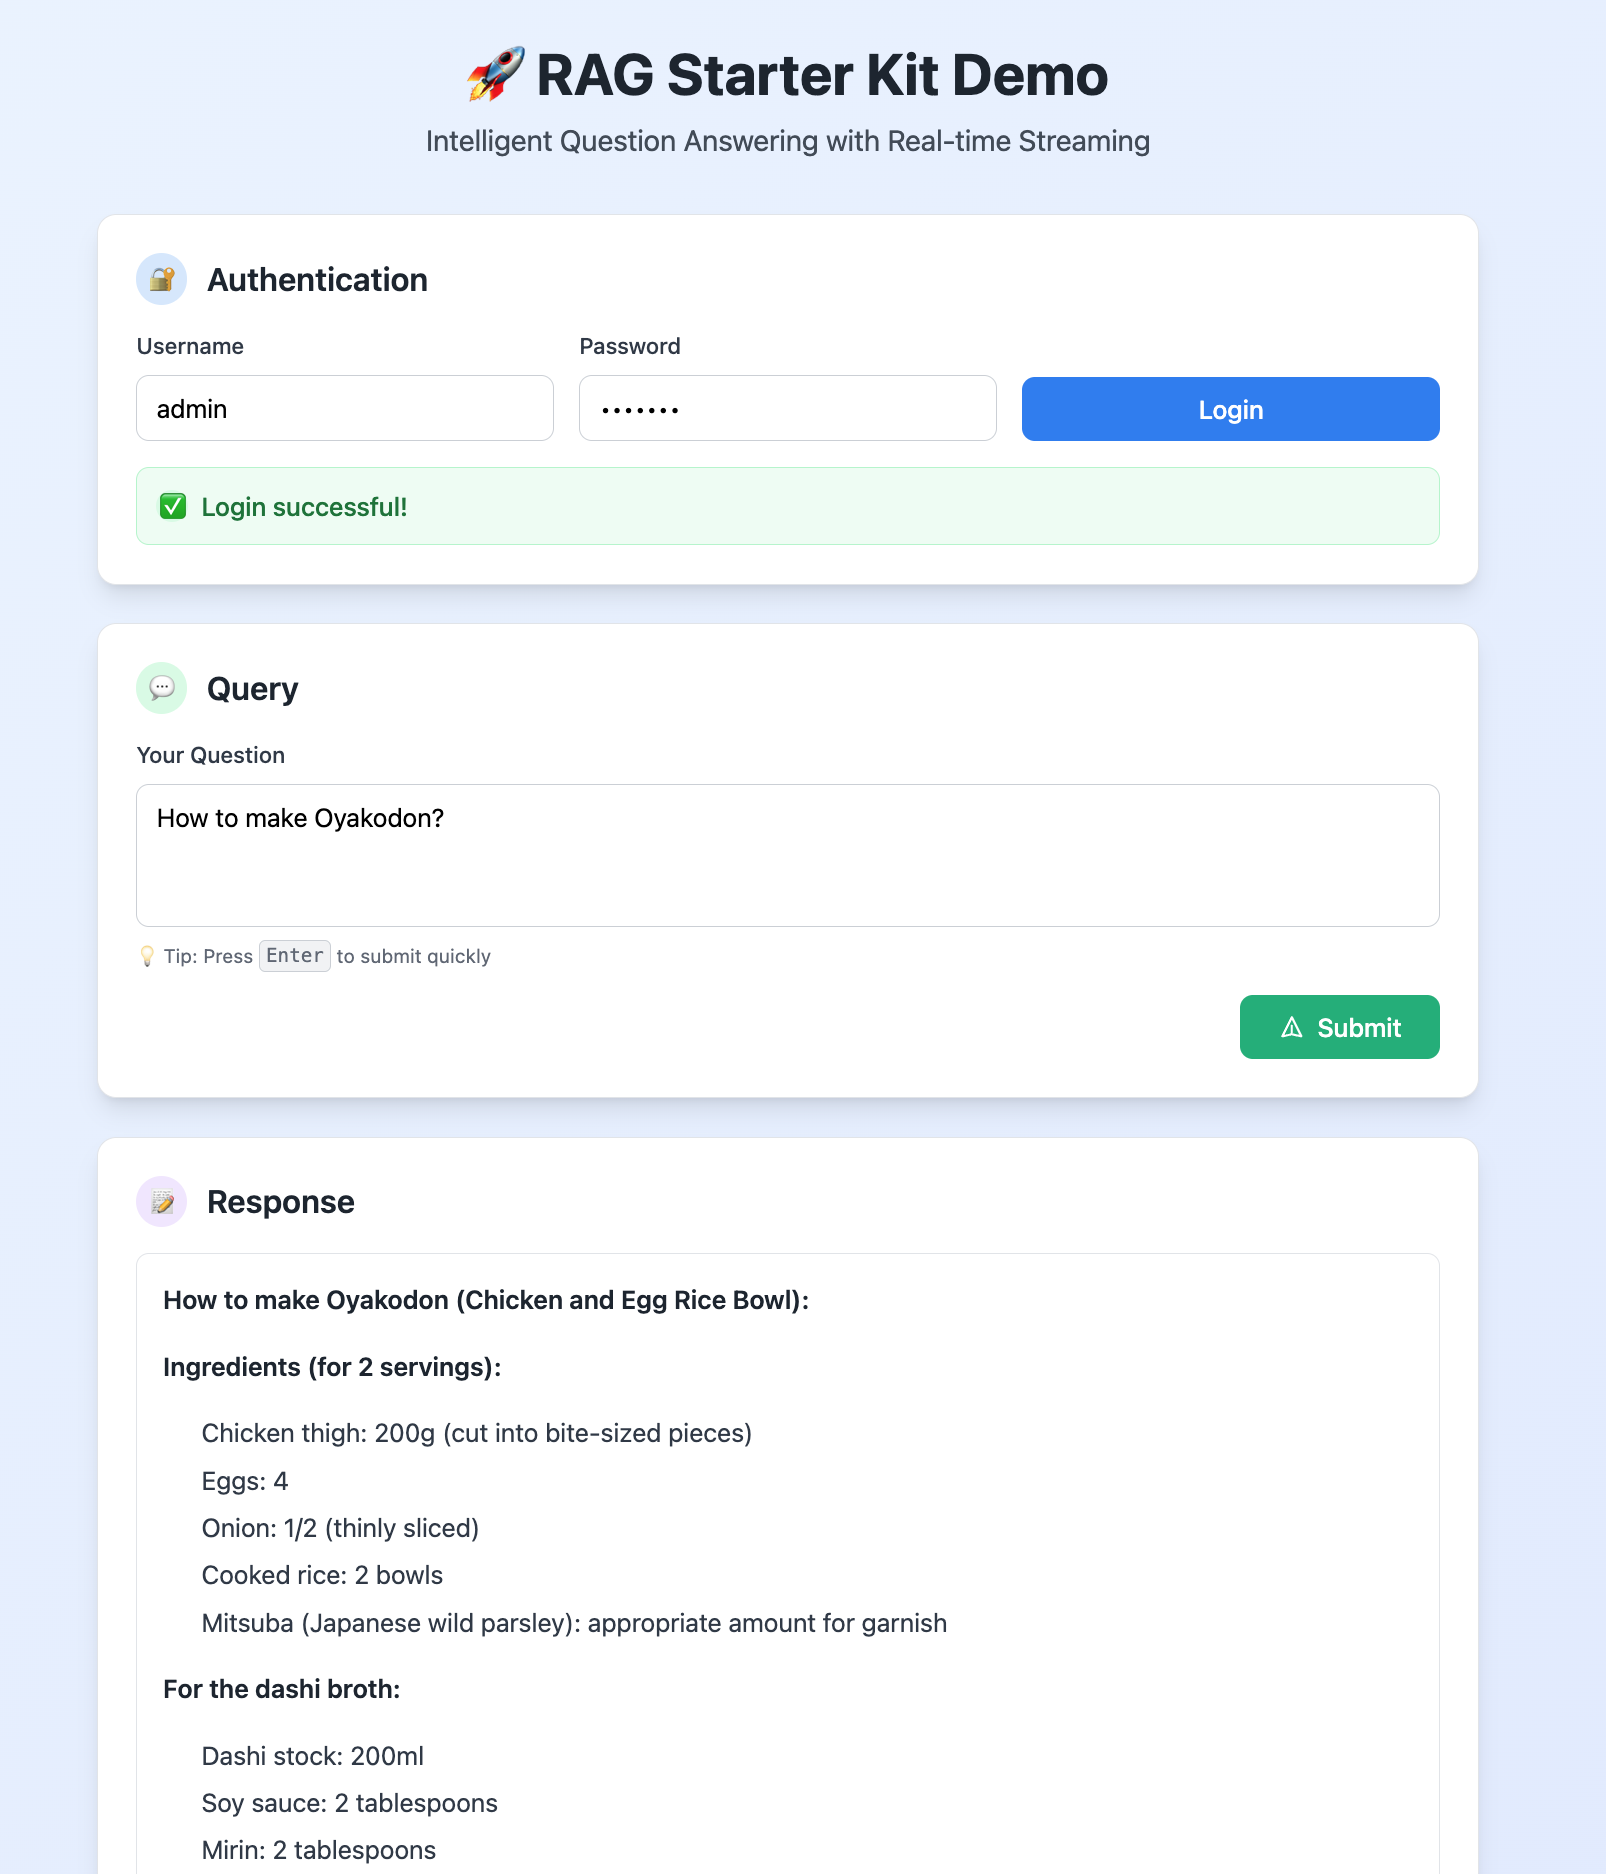 🚀 RAG Starter Kit Demo
Intelligent Question Answering with Real-time Streaming
🔐 Authentication
Username
Password
admin
•••••••
Login
✅ Login successful!
💬 Query
Your Question
How to make Oyakodon?
💡 Tip: Press Enter to submit quickly
Submit
📝 Response
How to make Oyakodon (Chicken and Egg Rice Bowl):
Ingredients (for 2 servings):
Chicken thigh: 200g (cut into bite-sized pieces)
Eggs: 4
Onion: 1/2 (thinly sliced)
Cooked rice: 2 bowls
Mitsuba (Japanese wild parsley): appropriate amount for garnish
For the dashi broth:
Dashi stock: 200ml
Soy sauce: 2 tablespoons
Mirin: 2 tablespoons